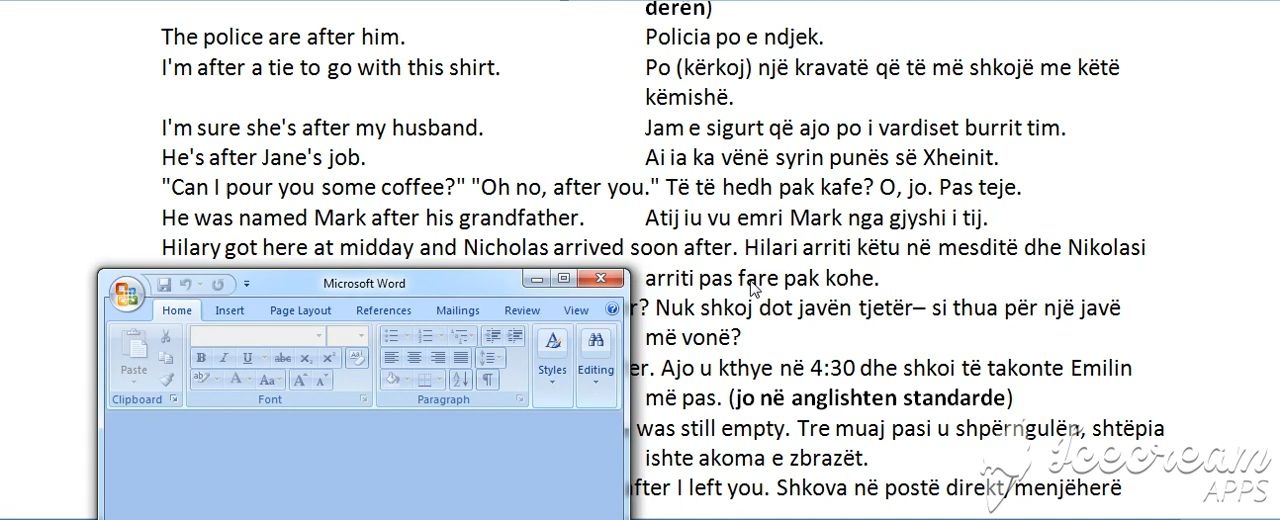 derën)
The police are after him. Policia po e ndjek.
I'm after a tie to go with this shirt. Po (kërkoj) një kravatë që të më shkojë me këtë
këmishë.
I'm sure she's after my husband. Jam e sigurt që ajo po i vardiset burrit tim.
He's after Jane's job. Ai ia ka vënë syrin punës së Xheinit.
"Can I pour you some coffee?" "Oh no, after you." Të të hedh pak kafe? O, jo. Pas teje.
He was named Mark after his grandfather. Atij iu vu emri Mark nga gjyshi i tij.
Hilary got here at midday and Nicholas arrived soon after. Hilari arriti këtu në mesditë dhe Nikolasi
arriti pas fare pak kohe.
r? Nuk shkoj dot javën tjetër– si thua për një javë
më vonë?
er. Ajo u kthye në 4:30 dhe shkoi të takonte Emilin
më pas. (jo në anglishten standarde)
was still empty. Tre muaj pasi u shpërngulën, shtëpia
ishte akoma e zbrazët.
after I left you. Shkova në postë direkt/menjëherë
Microsoft Word
Home Insert Page Layout References Mailings Review View
Paste
Styles Editing
Clipboard Font Paragraph
Icecream
APPS